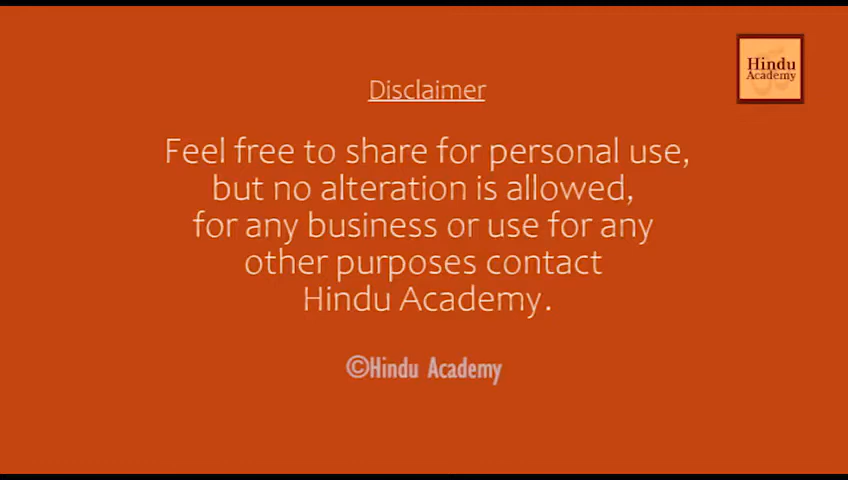 Hindu
Academy
Disclaimer
Feel free to share for personal use,
but no alteration is allowed,
for any business or use for any
other purposes contact
Hindu Academy.
©Hindu Academy